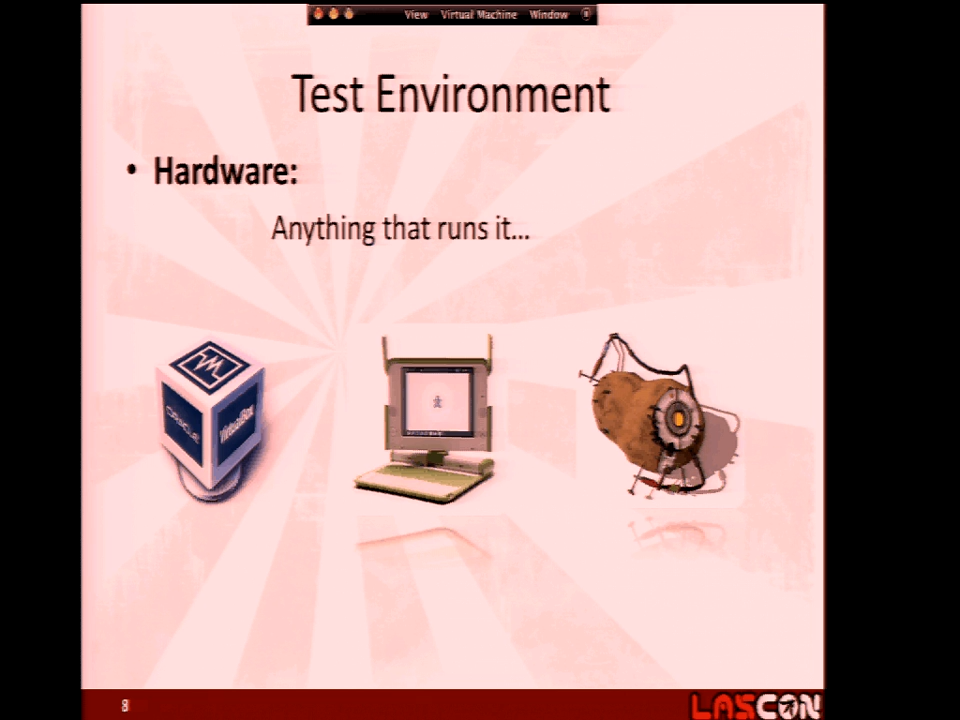 View Virtual Machine Window
Test Environment
• Hardware:
Anything that runs it...
ORACLE
VirtualBox
8
LASCON